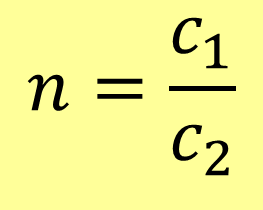 n = c₁/c₂